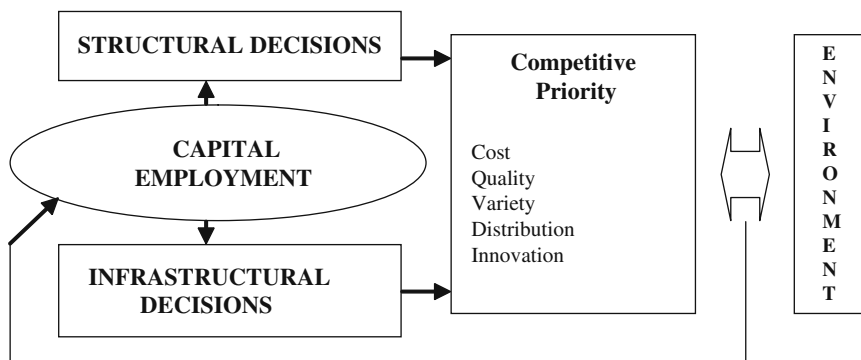 STRUCTURAL DECISIONS
CAPITAL
EMPLOYMENT
INFRASTRUCTURAL
DECISIONS
Competitive
Priority
Cost
Quality
Variety
Distribution
Innovation
E
N
V
I
R
O
N
M
E
N
T